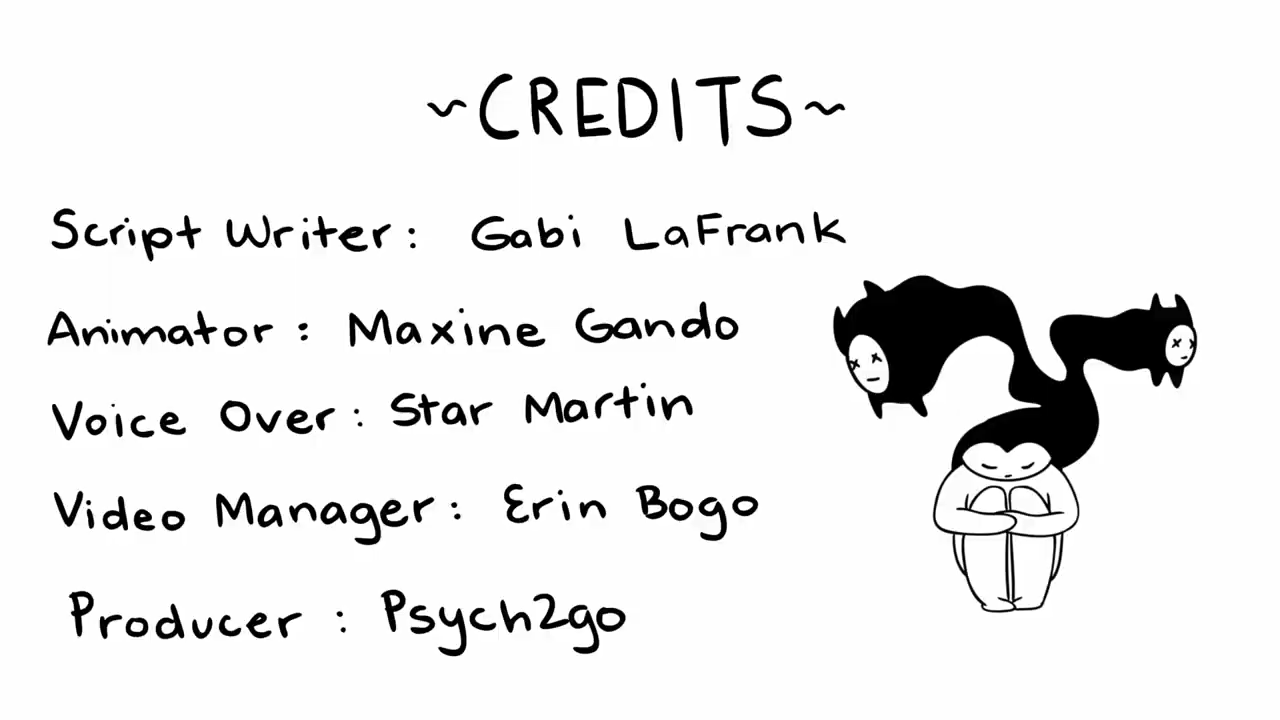 ~CREDITS~
Script Writer: Gabi LaFrank
Animator: Maxine Gando
Voice Over: Star Martin
Video Manager: Erin Bogo
Producer: Psych2go